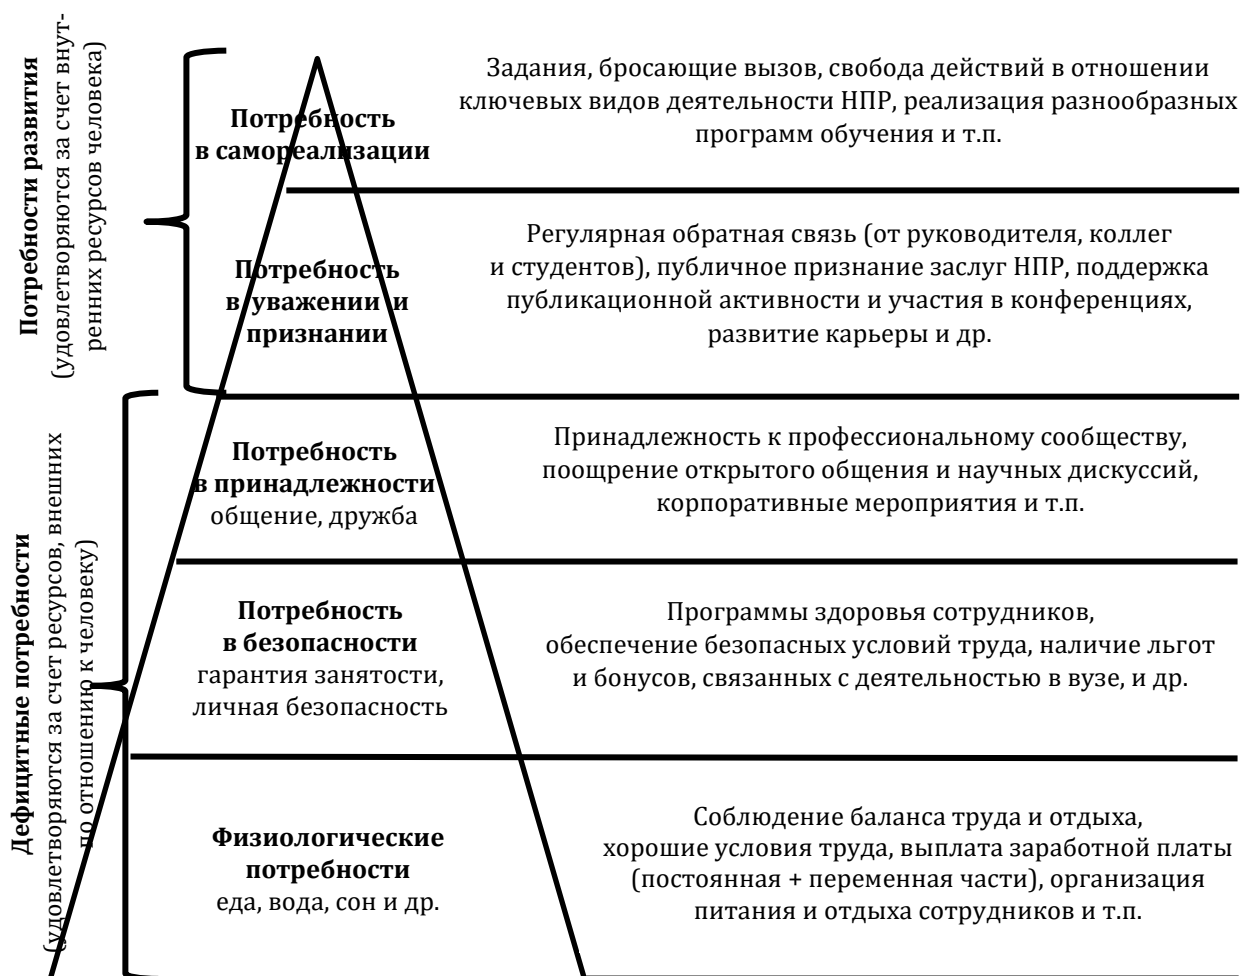 Потребности развития
(удовлетворяются за счет внут-
ренних ресурсов человека)
Потребность
в самореализации
Задания, бросающие вызов, свобода действий в отношении
ключевых видов деятельности НПР, реализация разнообразных
программ обучения и т.п.
Потребность
в уважении и
признании
Регулярная обратная связь (от руководителя, коллег
и студентов), публичное признание заслуг НПР, поддержка
публикационной активности и участия в конференциях,
развитие карьеры и др.
Дефицитные потребности
(удовлетворяются за счет ресурсов, внешних
по отношению к человеку)
Потребность
в принадлежности
общение, дружба
Принадлежность к профессиональному сообществу,
поощрение открытого общения и научных дискуссий,
корпоративные мероприятия и т.п.
Потребность
в безопасности
гарантия занятости,
личная безопасность
Программы здоровья сотрудников,
обеспечение безопасных условий труда, наличие льгот
и бонусов, связанных с деятельностью в вузе, и др.
Физиологические
потребности
еда, вода, сон и др.
Соблюдение баланса труда и отдыха,
хорошие условия труда, выплата заработной платы
(постоянная + переменная части), организация
питания и отдыха сотрудников и т.п.